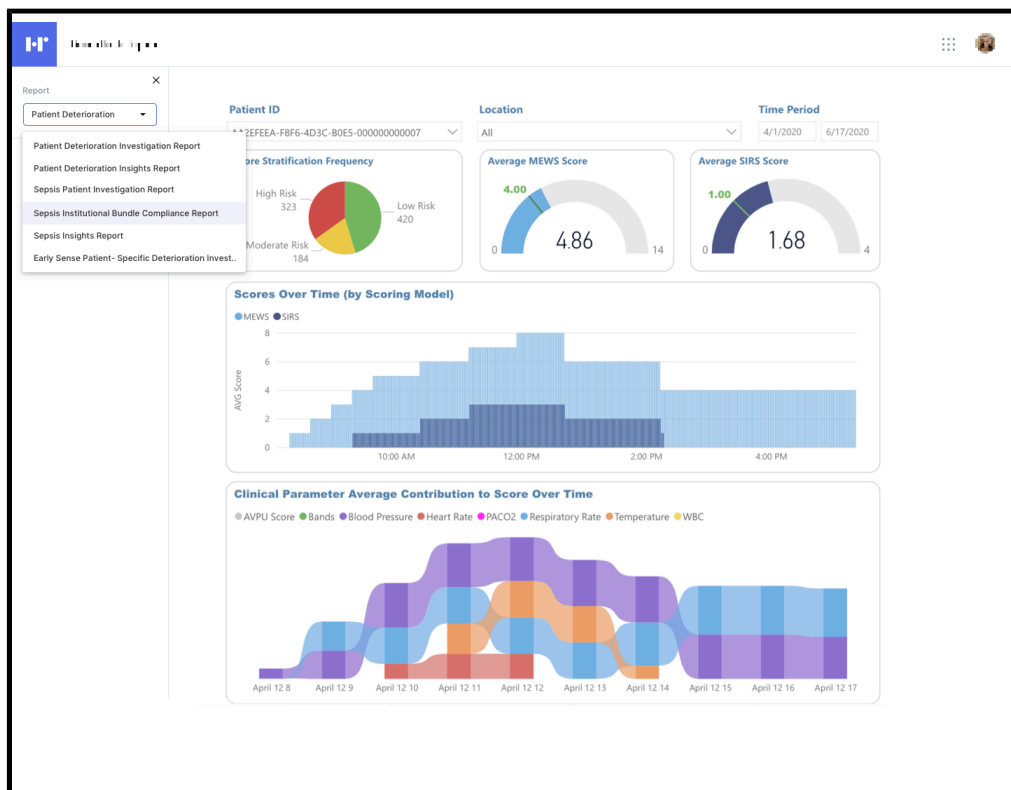 Report
Patient Deterioration
Patient Deterioration Investigation Report
Patient Deterioration Insights Report
Sepsis Patient Investigation Report
Sepsis Institutional Bundle Compliance Report
Sepsis Insights Report
Early Sense Patient- Specific Deterioration Invest..
Patient ID
Location
Time Period
EFEEA-F8F6-4D3C-B0E5-000000000007
All
4/1/2020
6/17/2020
ore Stratification Frequency
High Risk
323
Low Risk
420
Moderate Risk
184
Average MEWS Score
4.00
4.86
0
14
Average SIRS Score
1.00
1.68
0
4
Scores Over Time (by Scoring Model)
MEWS SIRS
AVG Score
8
6
4
2
0
10:00 AM 12:00 PM 2:00 PM 4:00 PM
Clinical Parameter Average Contribution to Score Over Time
AVPU Score Bands Blood Pressure Heart Rate PACO2 Respiratory Rate Temperature WBC
April 12 8 April 12 9 April 12 10 April 12 11 April 12 12 April 12 13 April 12 14 April 12 15 April 12 16 April 12 17